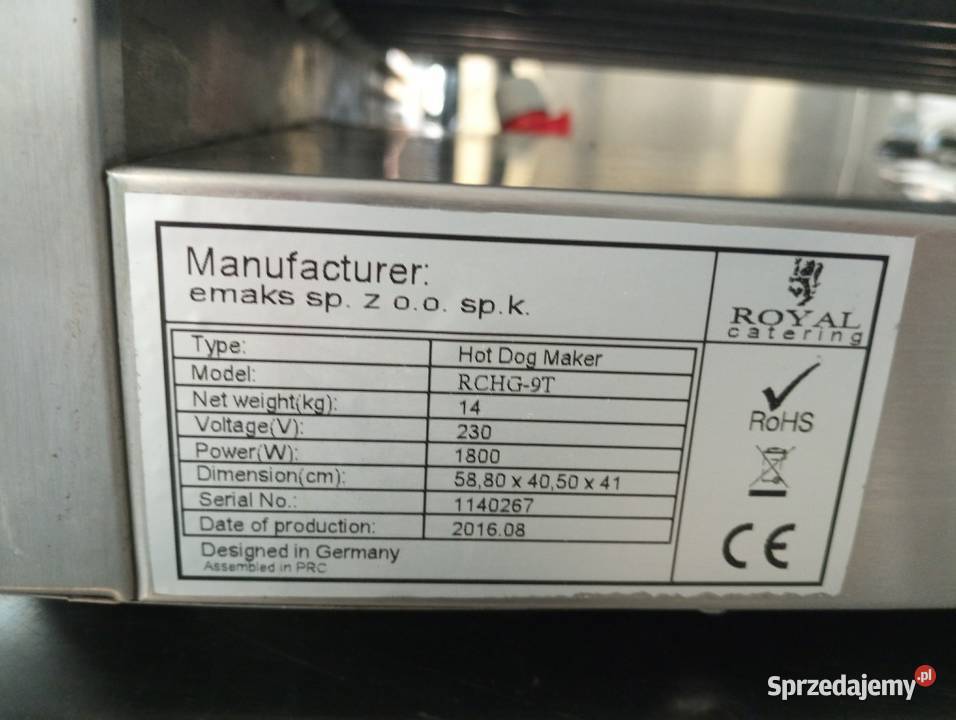 Manufacturer:
emaks sp. z o.o. sp.k.
ROYAL
catering
Type: Hot Dog Maker
Model: RCHG-9T
Net weight(kg): 14
Voltage(V): 230
Power(W): 1800
Dimension(cm): 58,80 x 40,50 x 41
Serial No.: 1140267
Date of production: 2016.08
Designed in Germany
Assembled in PRC
RoHS
CE
Sprzedajemy.pl